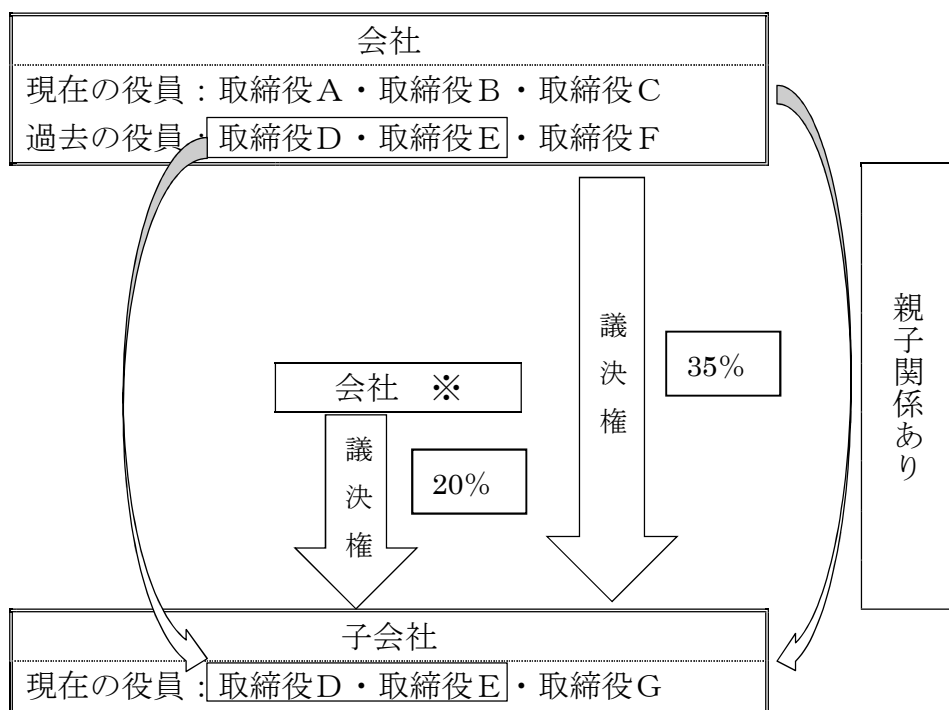 会社
現在の役員：取締役A・取締役B・取締役C
過去の役員：取締役D・取締役E・取締役F
議決権
35%
親子関係あり
会社　※
議決権
20%
子会社
現在の役員：取締役D・取締役E・取締役G